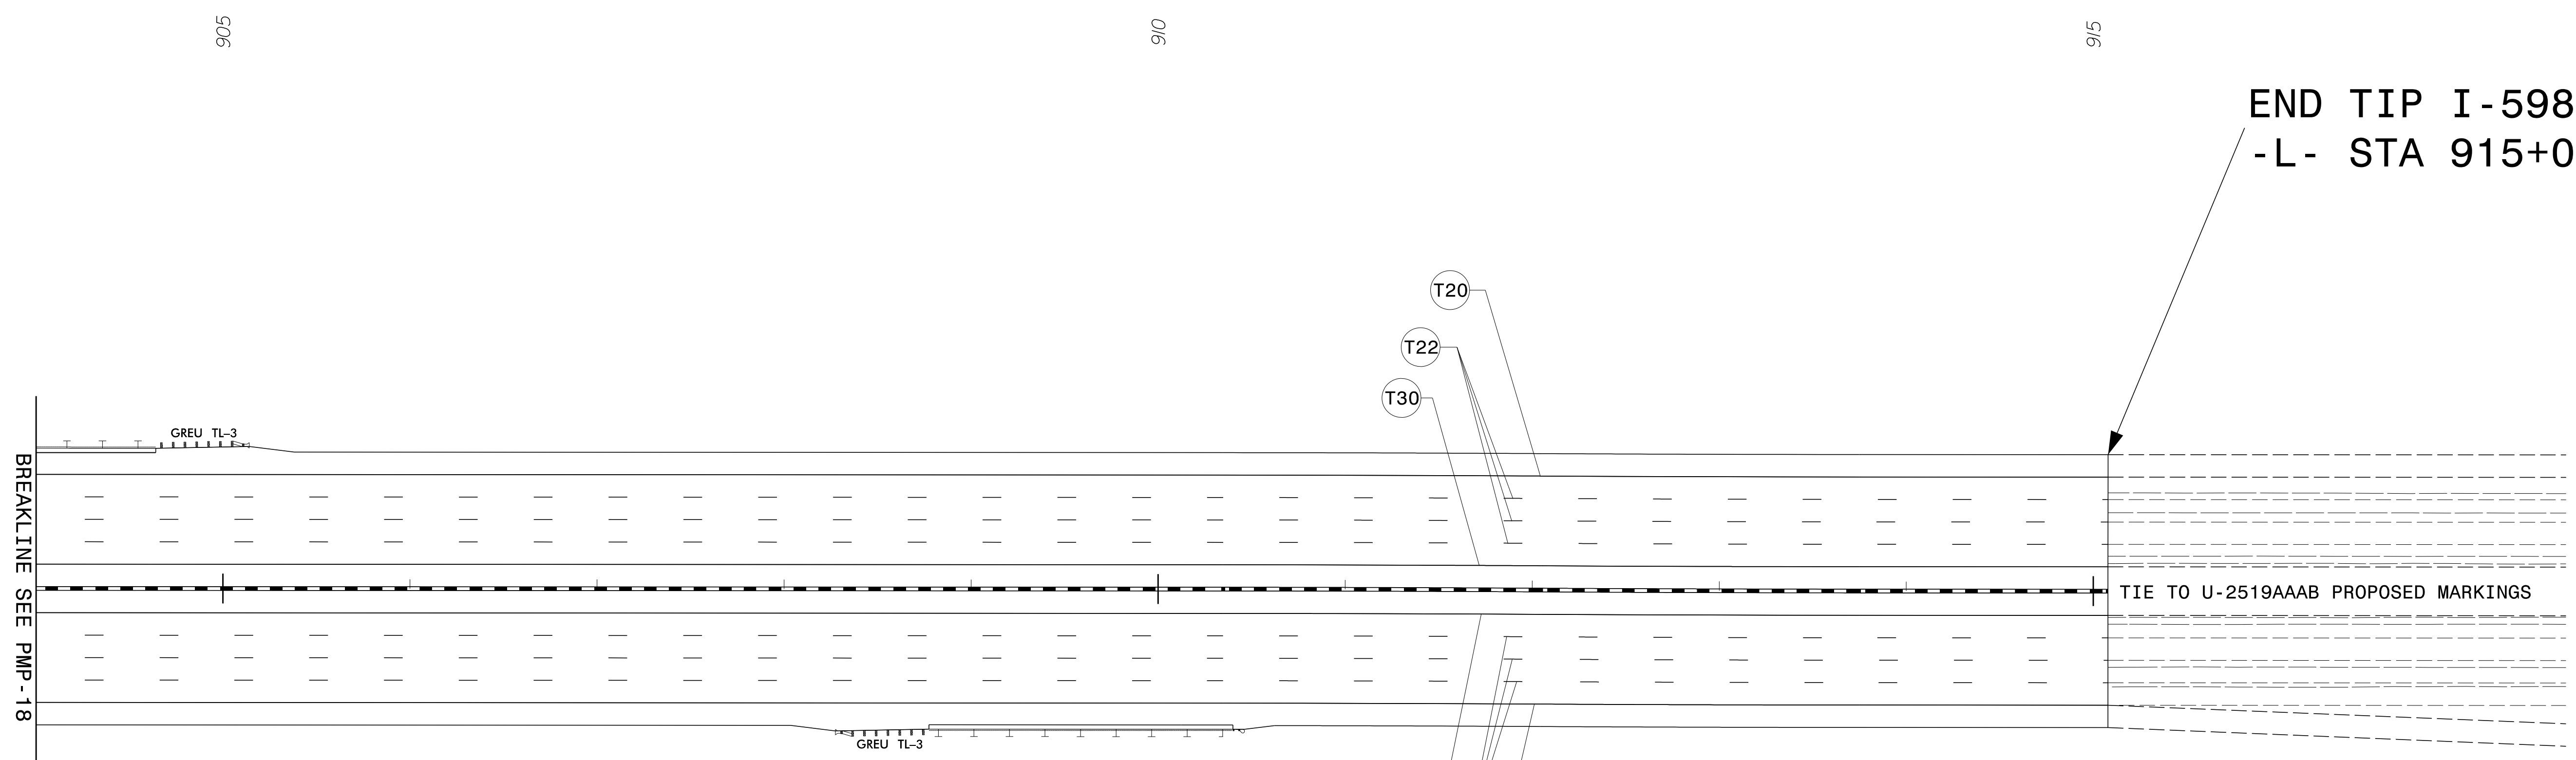 905
910
915
END TIP I-598
-L- STA 915+0
T20
T22
T30
GREU TL-3
BREAKLINE SEE PMP-18
TIE TO U-2519AAAB PROPOSED MARKINGS
GREU TL-3